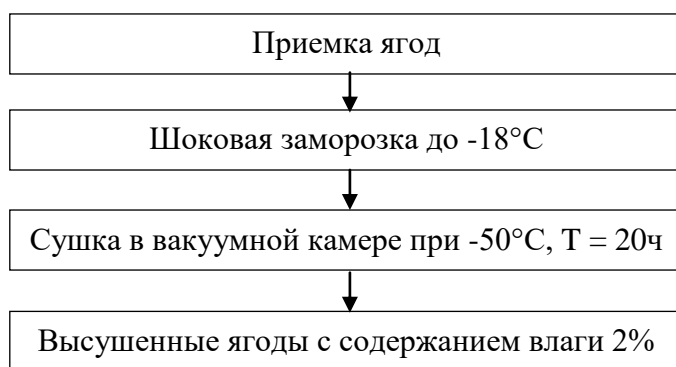 Приемка ягод
Шоковая заморозка до -18°С
Сушка в вакуумной камере при -50°С, Т = 20ч
Высушенные ягоды с содержанием влаги 2%